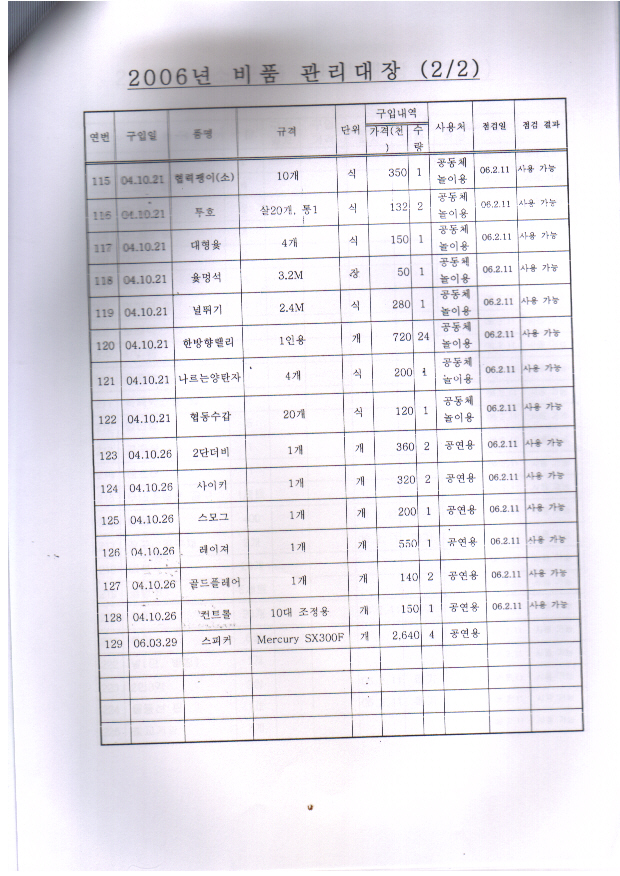 2006년 비품 관리대장 (2/2)
연번 구입일 품명 규격 단위 구입내역 사용처 점검일 점검 결과
가격(천) 수량
115 04.10.21 협력팽이(소) 10개 식 350 1 공동체놀이용 06.2.11 사용 가능
116 04.10.21 투호 살20개, 통1 식 132 2 공동체놀이용 06.2.11 사용 가능
117 04.10.21 대형윷 4개 식 150 1 공동체놀이용 06.2.11 사용 가능
118 04.10.21 윷멍석 3.2M 장 50 1 공동체놀이용 06.2.11 사용 가능
119 04.10.21 널뛰기 2.4M 식 280 1 공동체놀이용 06.2.11 사용 가능
120 04.10.21 한방향땔리 1인용 개 720 24 공동체놀이용 06.2.11 사용 가능
121 04.10.21 나르는양탄자 4개 식 200 1 공동체놀이용 06.2.11 사용 가능
122 04.10.21 협동수갑 20개 식 120 1 공동체놀이용 06.2.11 사용 가능
123 04.10.26 2단더비 1개 개 360 2 공연용 06.2.11 사용 가능
124 04.10.26 사이키 1개 개 320 2 공연용 06.2.11 사용 가능
125 04.10.26 스모그 1개 개 200 1 공연용 06.2.11 사용 가능
126 04.10.26 레이져 1개 개 550 1 공연용 06.2.11 사용 가능
127 04.10.26 골드플레어 1개 개 140 2 공연용 06.2.11 사용 가능
128 04.10.26 컨트롤 10대 조정용 개 150 1 공연용 06.2.11 사용 가능
129 06.03.29 스피커 Mercury SX300F 개 2,640 4 공연용